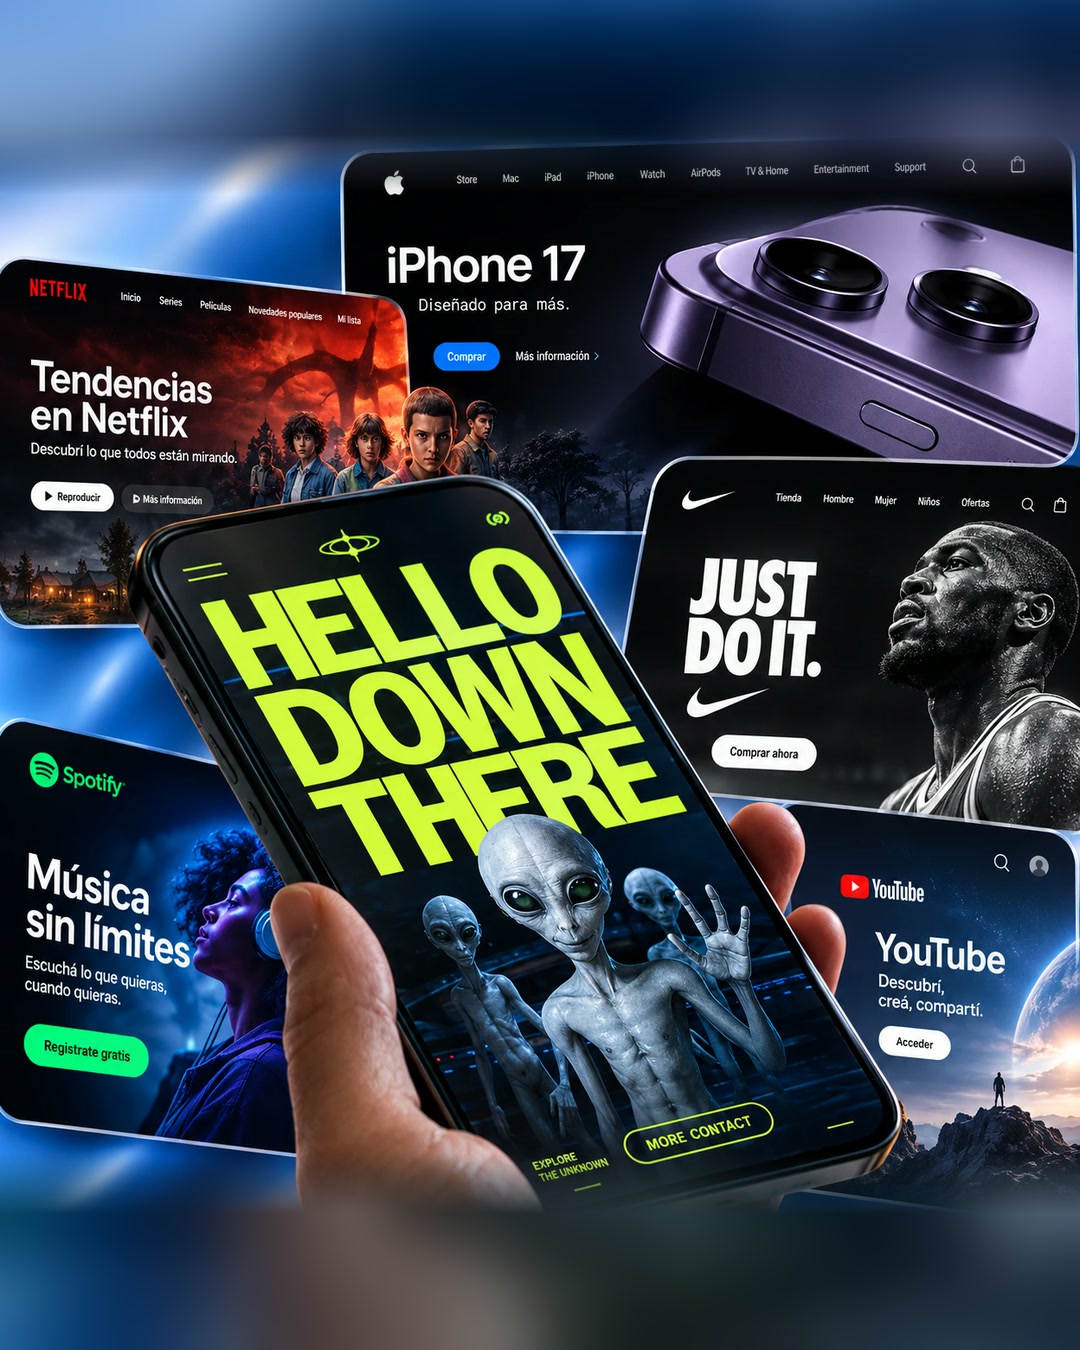 Store Mac iPad iPhone Watch AirPods TV & Home Entertainment Support
iPhone 17
Diseñado para más.
Comprar Más información
NETFLIX Inicio Series Películas Novedades populares Mi lista
Tendencias
en Netflix
Descubrí lo que todos están mirando.
Reproducir Más información
Tienda Hombre Mujer Niños Ofertas
JUST
DO IT.
Comprar ahora
HELLO
DOWN
THERE
MORE CONTACT
EXPLORE
THE UNKNOWN
Spotify
Música
sin límites
Escuchá lo que quieras,
cuando quieras.
Registrate gratis
YouTube
YouTube
Descubrí,
creá, compartí.
Acceder